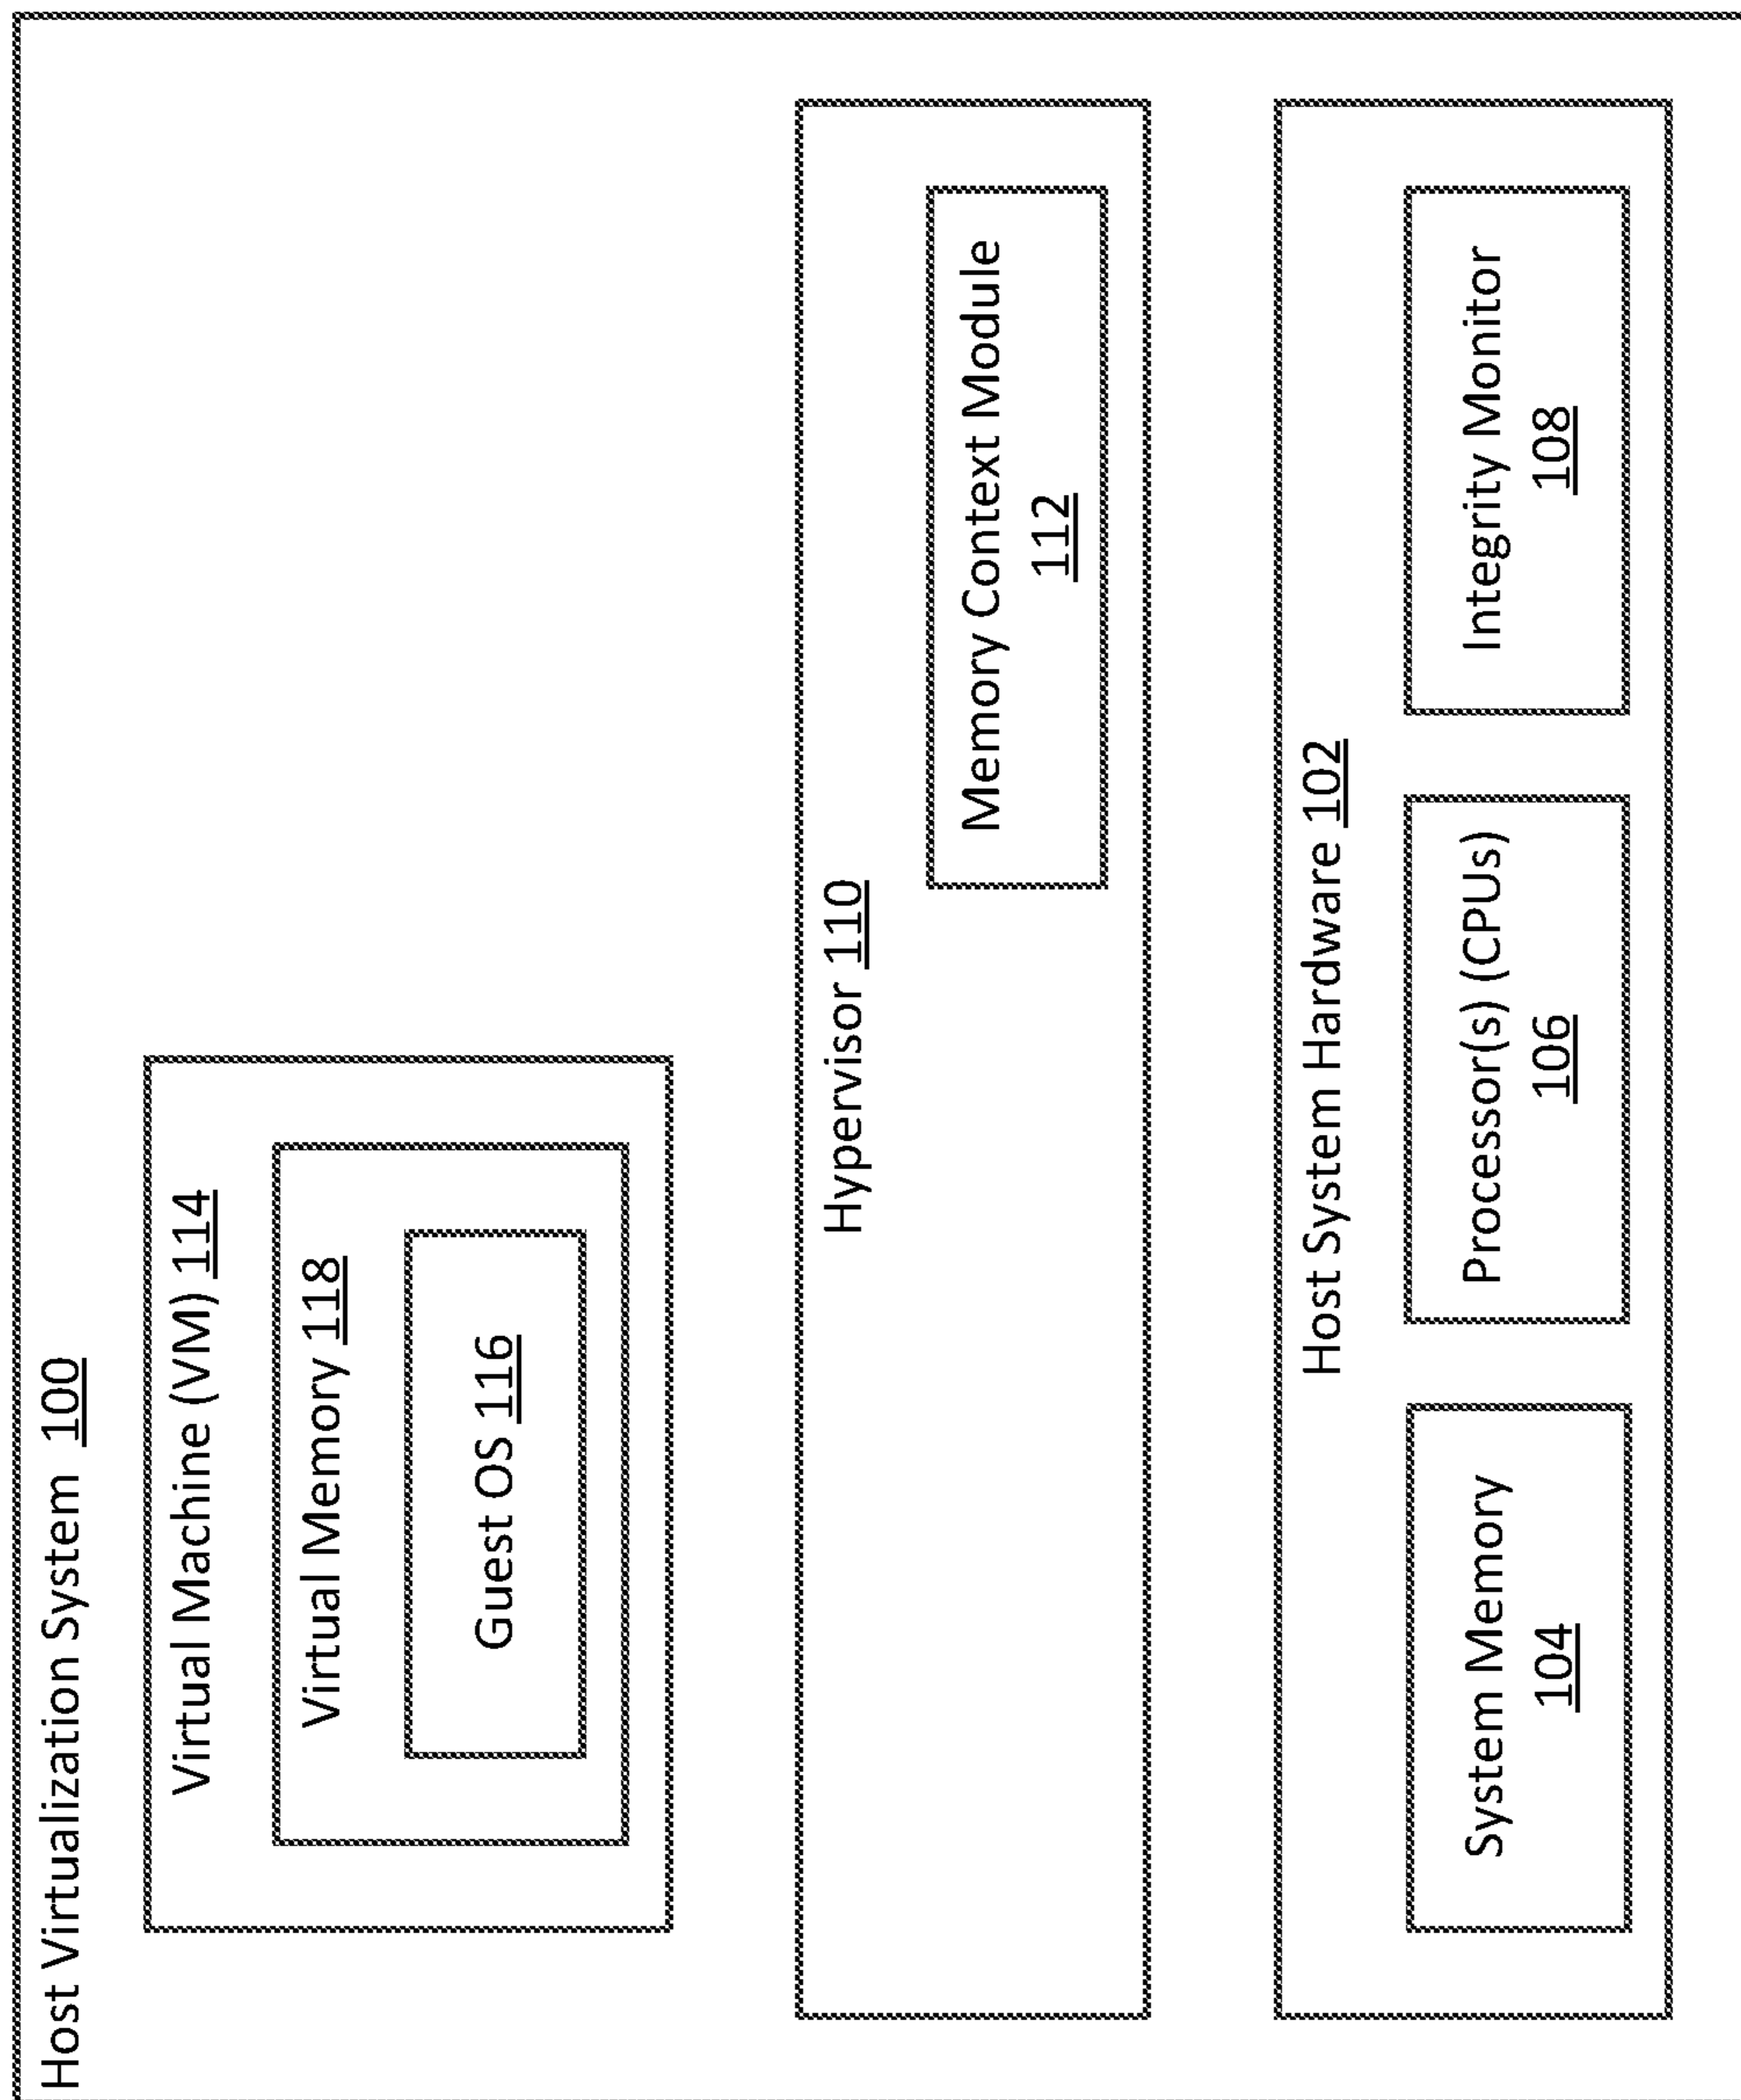 Host Virtualization System 100
Virtual Machine (VM) 114
Virtual Memory 118
Guest OS 116
Hypervisor 110
Memory Context Module
112
Host System Hardware 102
System Memory
104
Processor(s) (CPUs)
106
Integrity Monitor
108